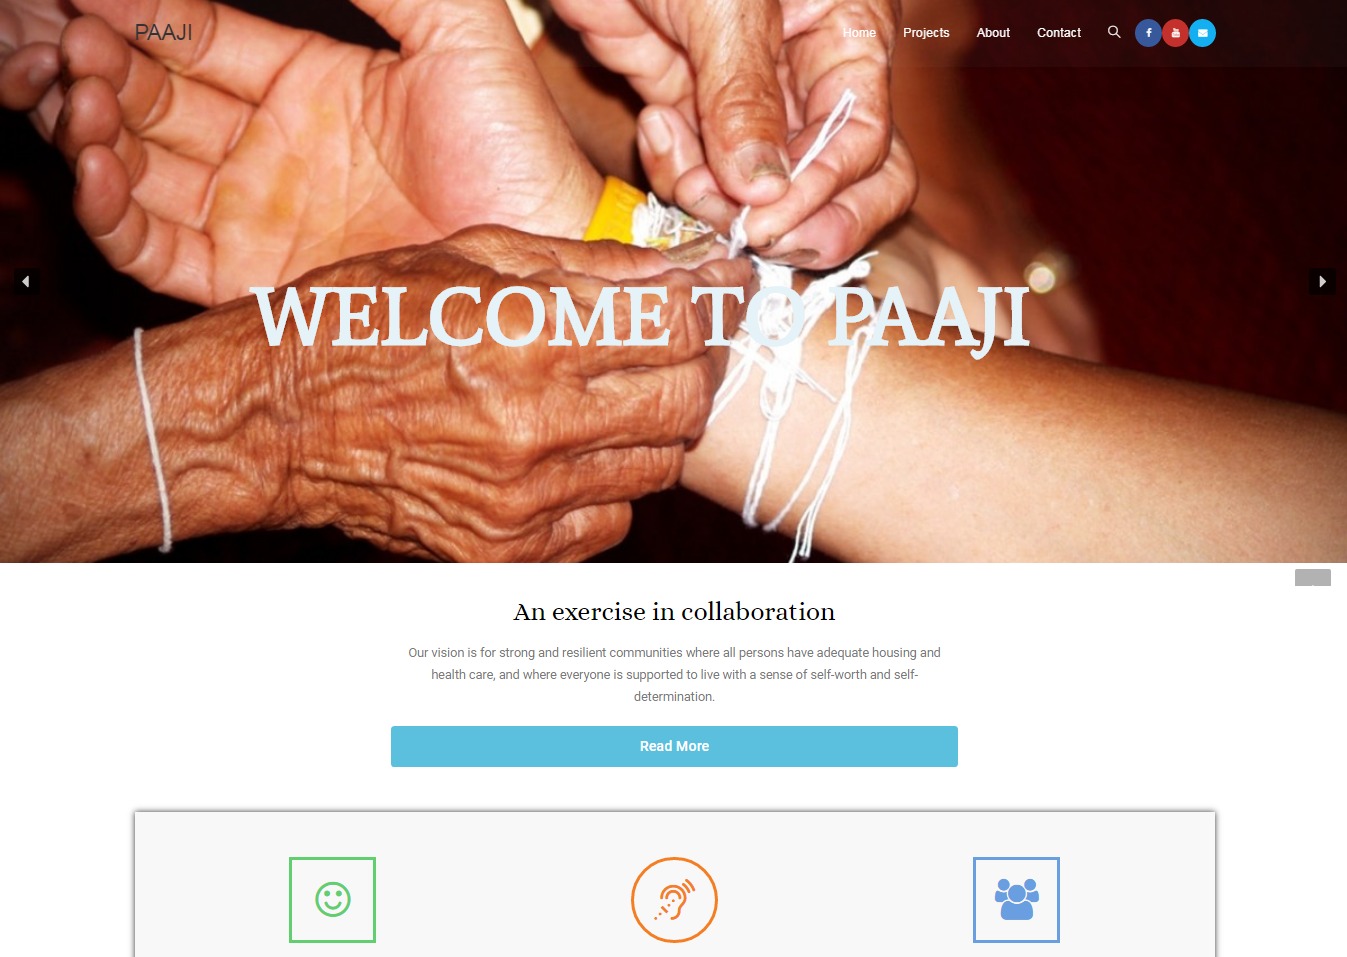 PAAJI
Home Projects About Contact
WELCOME TO PAAJI
An exercise in collaboration
Our vision is for strong and resilient communities where all persons have adequate housing and
health care, and where everyone is supported to live with a sense of self-worth and self-
determination.
Read More